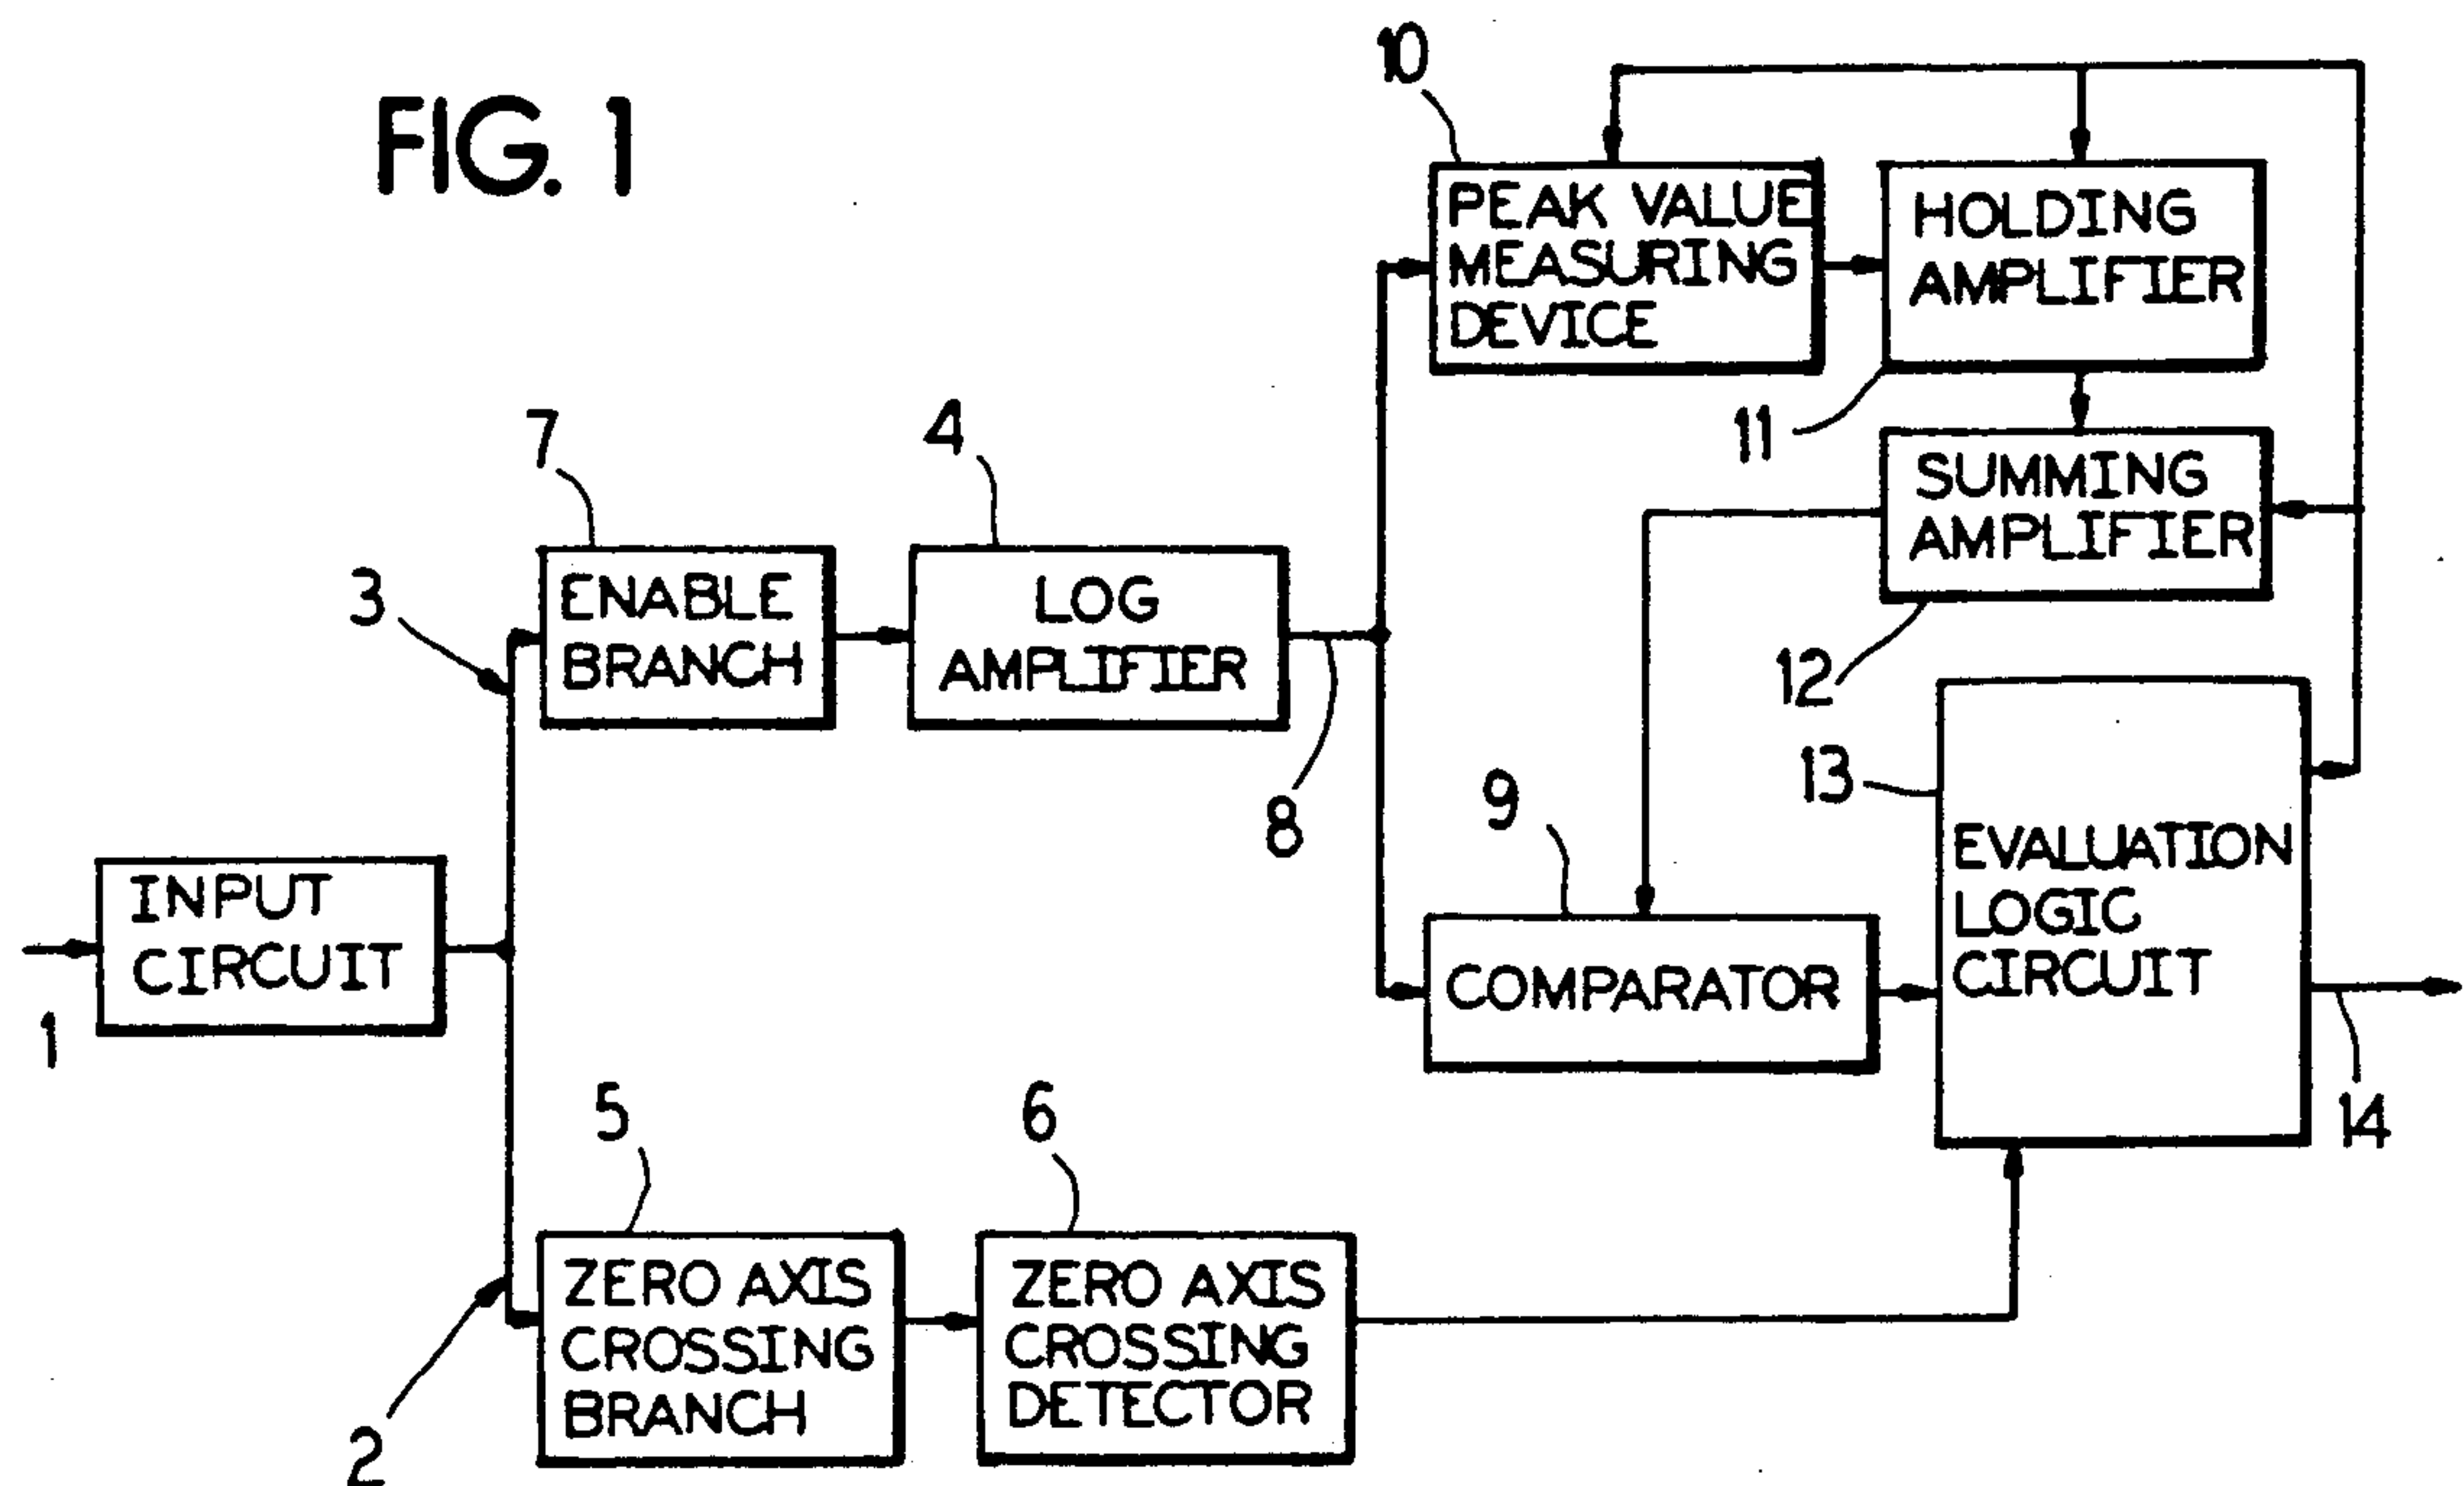 FIG. 1
10
PEAK VALUE
MEASURING
DEVICE
HOLDING
AMPLIFIER
11
SUMMING
AMPLIFIER
12
7
ENABLE
BRANCH
4
LOG
AMPLIFIER
3
8
9
COMPARATOR
13
EVALUATION
LOGIC
CIRCUIT
14
INPUT
CIRCUIT
1
5
ZERO AXIS
CROSSING
BRANCH
6
ZERO AXIS
CROSSING
DETECTOR
2